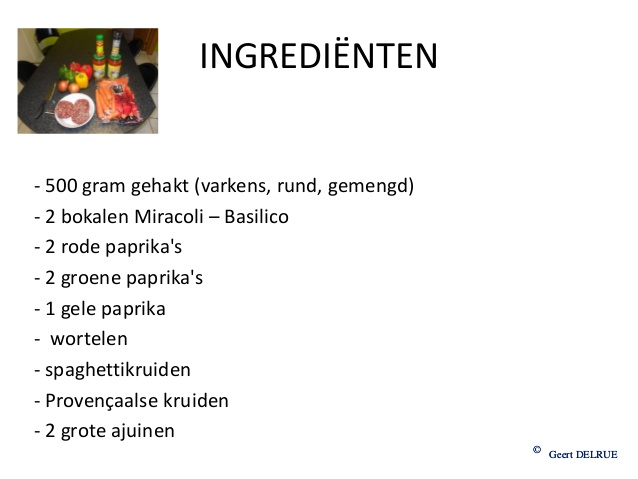 INGREDIËNTEN
- 500 gram gehakt (varkens, rund, gemengd)
- 2 bokalen Miracoli – Basilico
- 2 rode paprika's
- 2 groene paprika's
- 1 gele paprika
-  wortelen
- spaghettikruiden
- Provençaalse kruiden
- 2 grote ajuinen
© Geert DELRUE